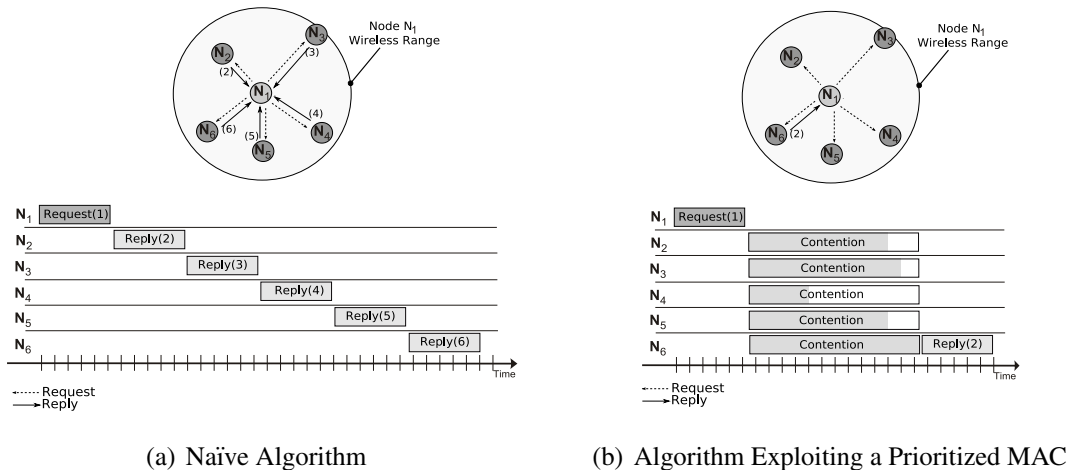 N3
N2
(3)
(2)
N1
(4)
N6
(6)
(5)
N4
N5
Node N1
Wireless Range
N1 Request(1)
N2 Reply(2)
N3 Reply(3)
N4 Reply(4)
N5 Reply(5)
N6 Reply(6)
Time
Request
Reply
(a) Naïve Algorithm
N3
N2
N1
N6
(2)
N4
N5
Node N1
Wireless Range
N1 Request(1)
N2 Contention
N3 Contention
N4 Contention
N5 Contention
N6 Contention Reply(2)
Time
Request
Reply
(b) Algorithm Exploiting a Prioritized MAC